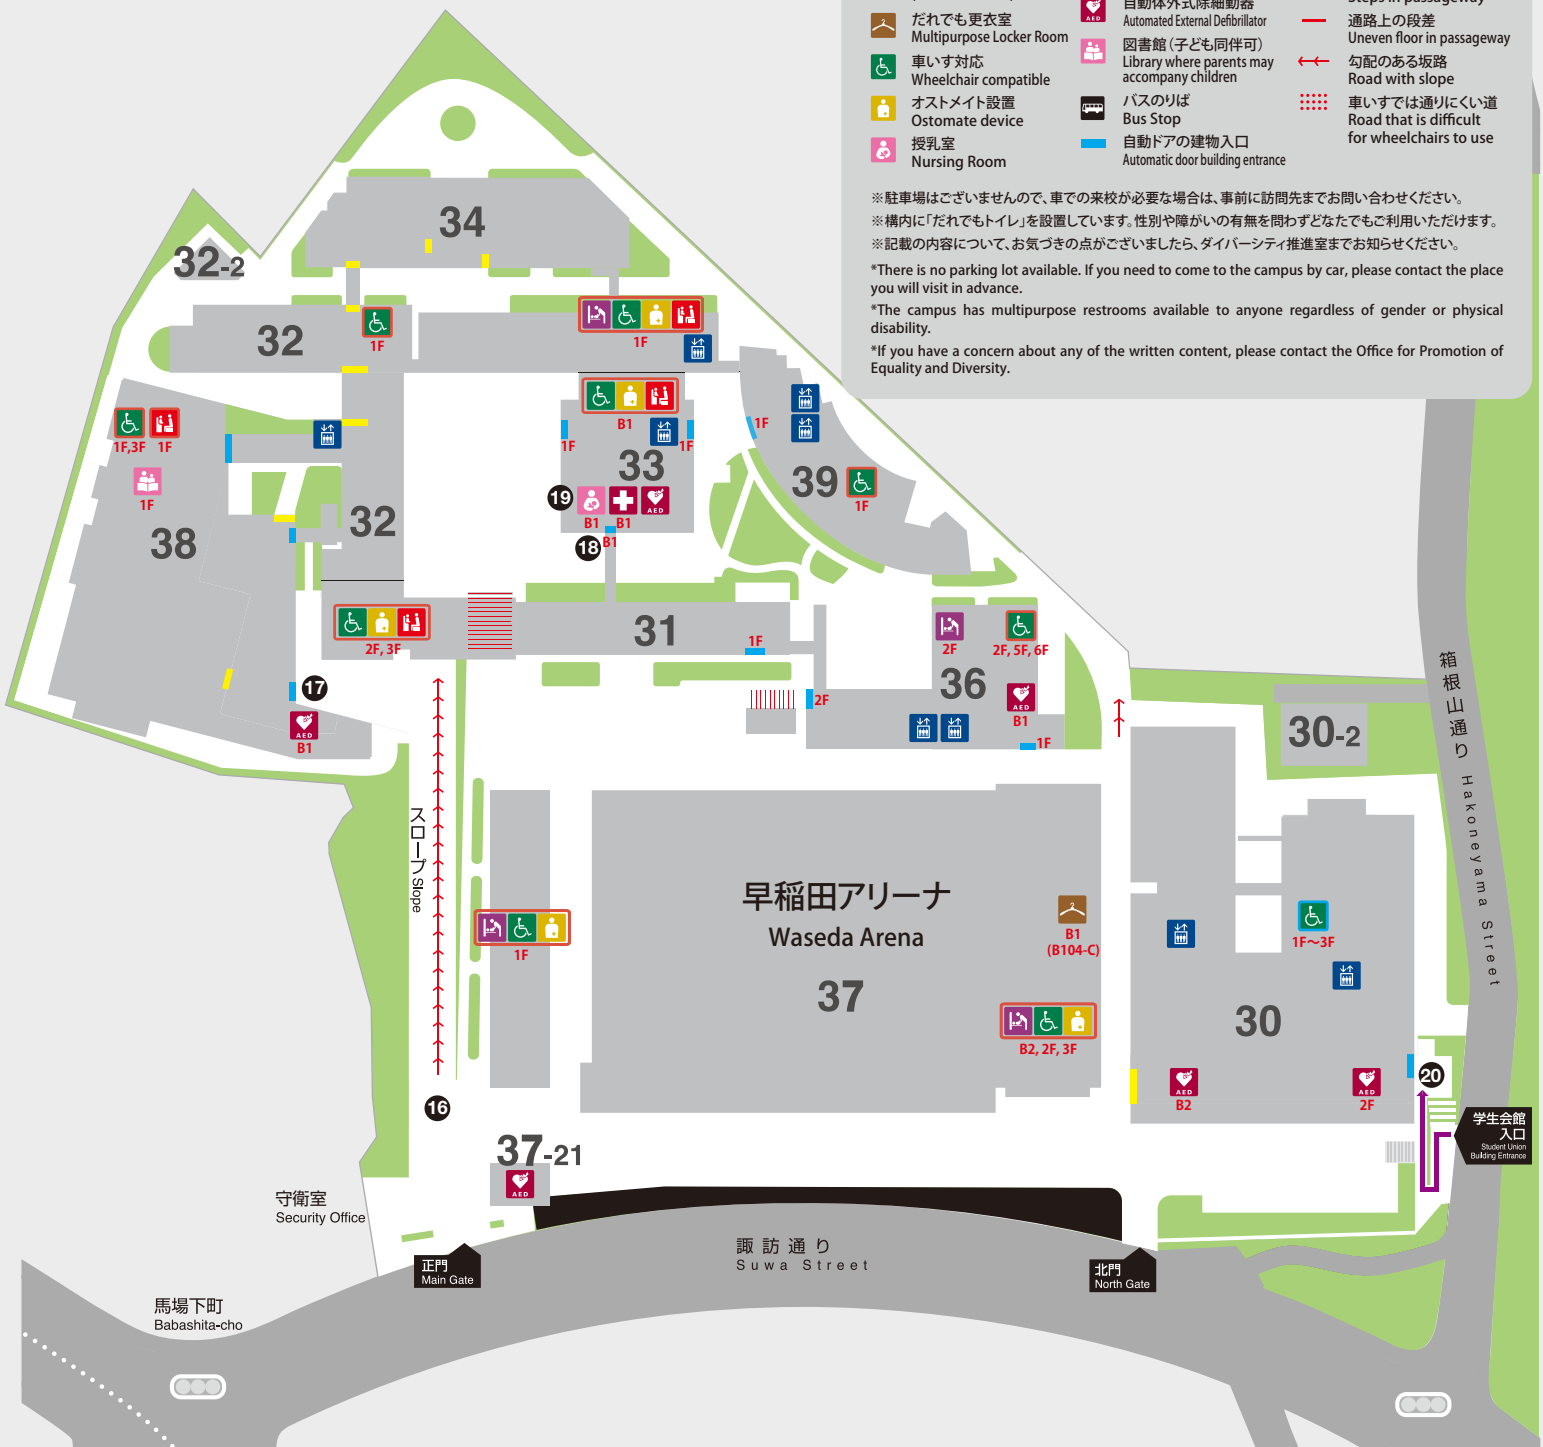 だれでも更衣室
Multipurpose Locker Room
車いす対応
Wheelchair compatible
オストメイト設置
Ostomate device
授乳室
Nursing Room
自動体外式除細動器
Automated External Defibrillator
図書館(子ども同伴可)
Library where parents may
accompany children
バスのりば
Bus Stop
自動ドアの建物入口
Automatic door building entrance
Steps in passageway
通路上の段差
Uneven floor in passageway
勾配のある坂路
Road with slope
車いすでは通りにくい道
Road that is difficult
for wheelchairs to use
※駐車場はございませんので、車での来校が必要な場合は、事前に訪問先までお問い合わせください。
※構内に「だれでもトイレ」を設置しています。性別や障がいの有無を問わずどなたでもご利用いただけます。
※記載の内容について、お気づきの点がございましたら、ダイバーシティ推進室までお知らせください。
*There is no parking lot available. If you need to come to the campus by car, please contact the place
you will visit in advance.
*The campus has multipurpose restrooms available to anyone regardless of gender or physical
disability.
*If you have a concern about any of the written content, please contact the Office for Promotion of
Equality and Diversity.
AED
34
32-2
32
1F
1F
B1
1F
1F
33
19
B1
B1
AED
18
B1
1F
39
1F
1F,3F
1F
1F
38
32
2F, 3F
31
1F
17
AED
B1
2F
2F
2F, 5F, 6F
36
AED
B1
1F
30-2
箱根山通り
Hakoneyama Street
スロープ
Slope
1F
早稲田アリーナ
Waseda Arena
37
B1
(B104-C)
B2, 2F, 3F
1F〜3F
30
AED
B2
AED
2F
20
16
37-21
AED
学生会館
入口
Student Union
Building Entrance
守衛室
Security Office
正門
Main Gate
諏訪通り
Suwa Street
北門
North Gate
馬場下町
Babashita-cho